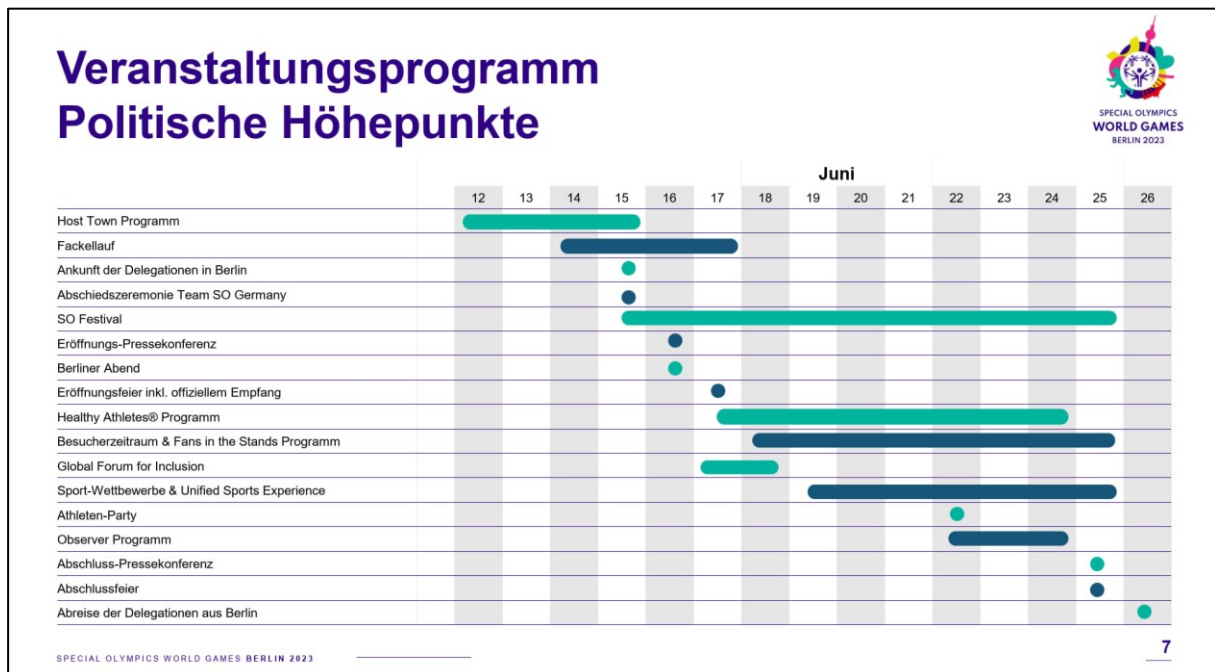 Veranstaltungsprogramm
Politische Höhepunkte
SPECIAL OLYMPICS
WORLD GAMES
BERLIN 2023
Juni
12 13 14 15 16 17 18 19 20 21 22 23 24 25 26
Host Town Programm
Fackellauf
Ankunft der Delegationen in Berlin
Abschiedszeremonie Team SO Germany
SO Festival
Eröffnungs-Pressekonferenz
Berliner Abend
Eröffnungsfeier inkl. offiziellem Empfang
Healthy Athletes® Programm
Besucherzeitraum & Fans in the Stands Programm
Global Forum for Inclusion
Sport-Wettbewerbe & Unified Sports Experience
Athleten-Party
Observer Programm
Abschluss-Pressekonferenz
Abschlussfeier
Abreise der Delegationen aus Berlin
SPECIAL OLYMPICS WORLD GAMES BERLIN 2023
7